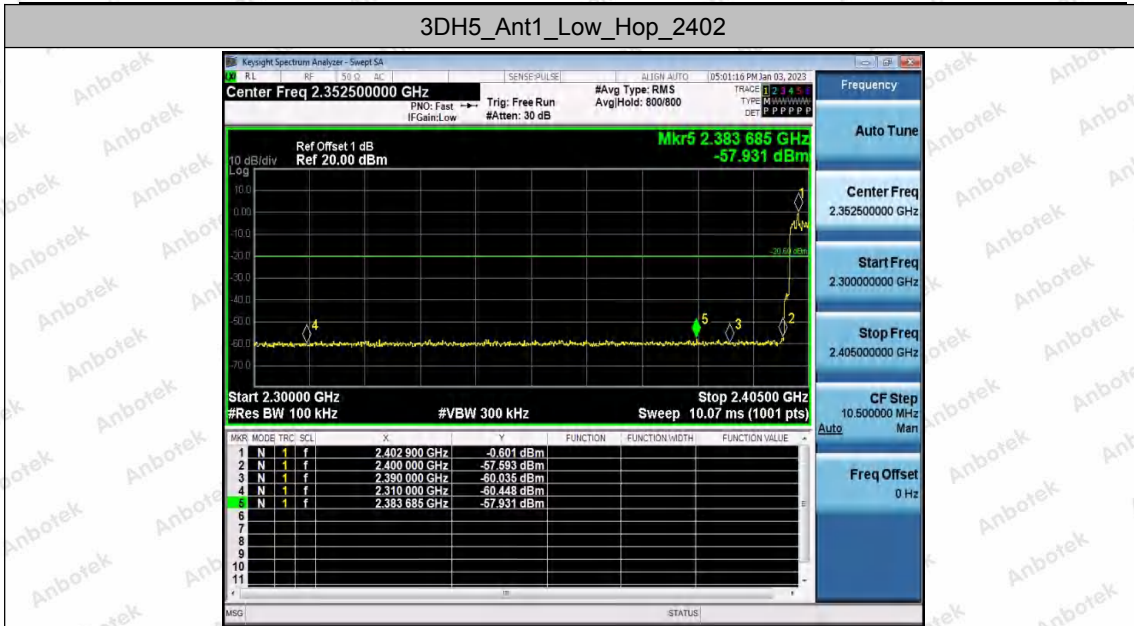 3DH5_Ant1_Low_Hop_2402
Keysight Spectrum Analyzer - Swept SA
RL RF 50 Ω AC SENSE:PULSE ALIGN AUTO 05:01:16 PM Jan 03, 2023
Center Freq 2.352500000 GHz
PNO: Fast
IFGain:Low
Trig: Free Run
#Atten: 30 dB
#Avg Type: RMS
Avg|Hold: 800/800
TRACE 1 2 3 4 5 6
TYPE M
DET P P P P P P
Mkr5 2.383 685 GHz
-57.931 dBm
Ref Offset 1 dB
10 dB/div Ref 20.00 dBm
Log
10.0
0.00
-10.0
-20.0
-20.60 dBm
-30.0
-40.0
-50.0
-60.0
-70.0
1
2
3
4
5
Start 2.30000 GHz Stop 2.40500 GHz
#Res BW 100 kHz #VBW 300 kHz Sweep 10.07 ms (1001 pts)
MKR MODE TRC SCL X Y FUNCTION FUNCTION WIDTH FUNCTION VALUE
1 N 1 f 2.402 900 GHz -0.601 dBm
2 N 1 f 2.400 000 GHz -57.593 dBm
3 N 1 f 2.390 000 GHz -60.035 dBm
4 N 1 f 2.310 000 GHz -60.448 dBm
5 N 1 f 2.383 685 GHz -57.931 dBm
6
7
8
9
10
11
MSG STATUS
Frequency
Auto Tune
Center Freq
2.352500000 GHz
Start Freq
2.300000000 GHz
Stop Freq
2.405000000 GHz
CF Step
10.500000 MHz
Auto Man
Freq Offset
0 Hz
Anbotek